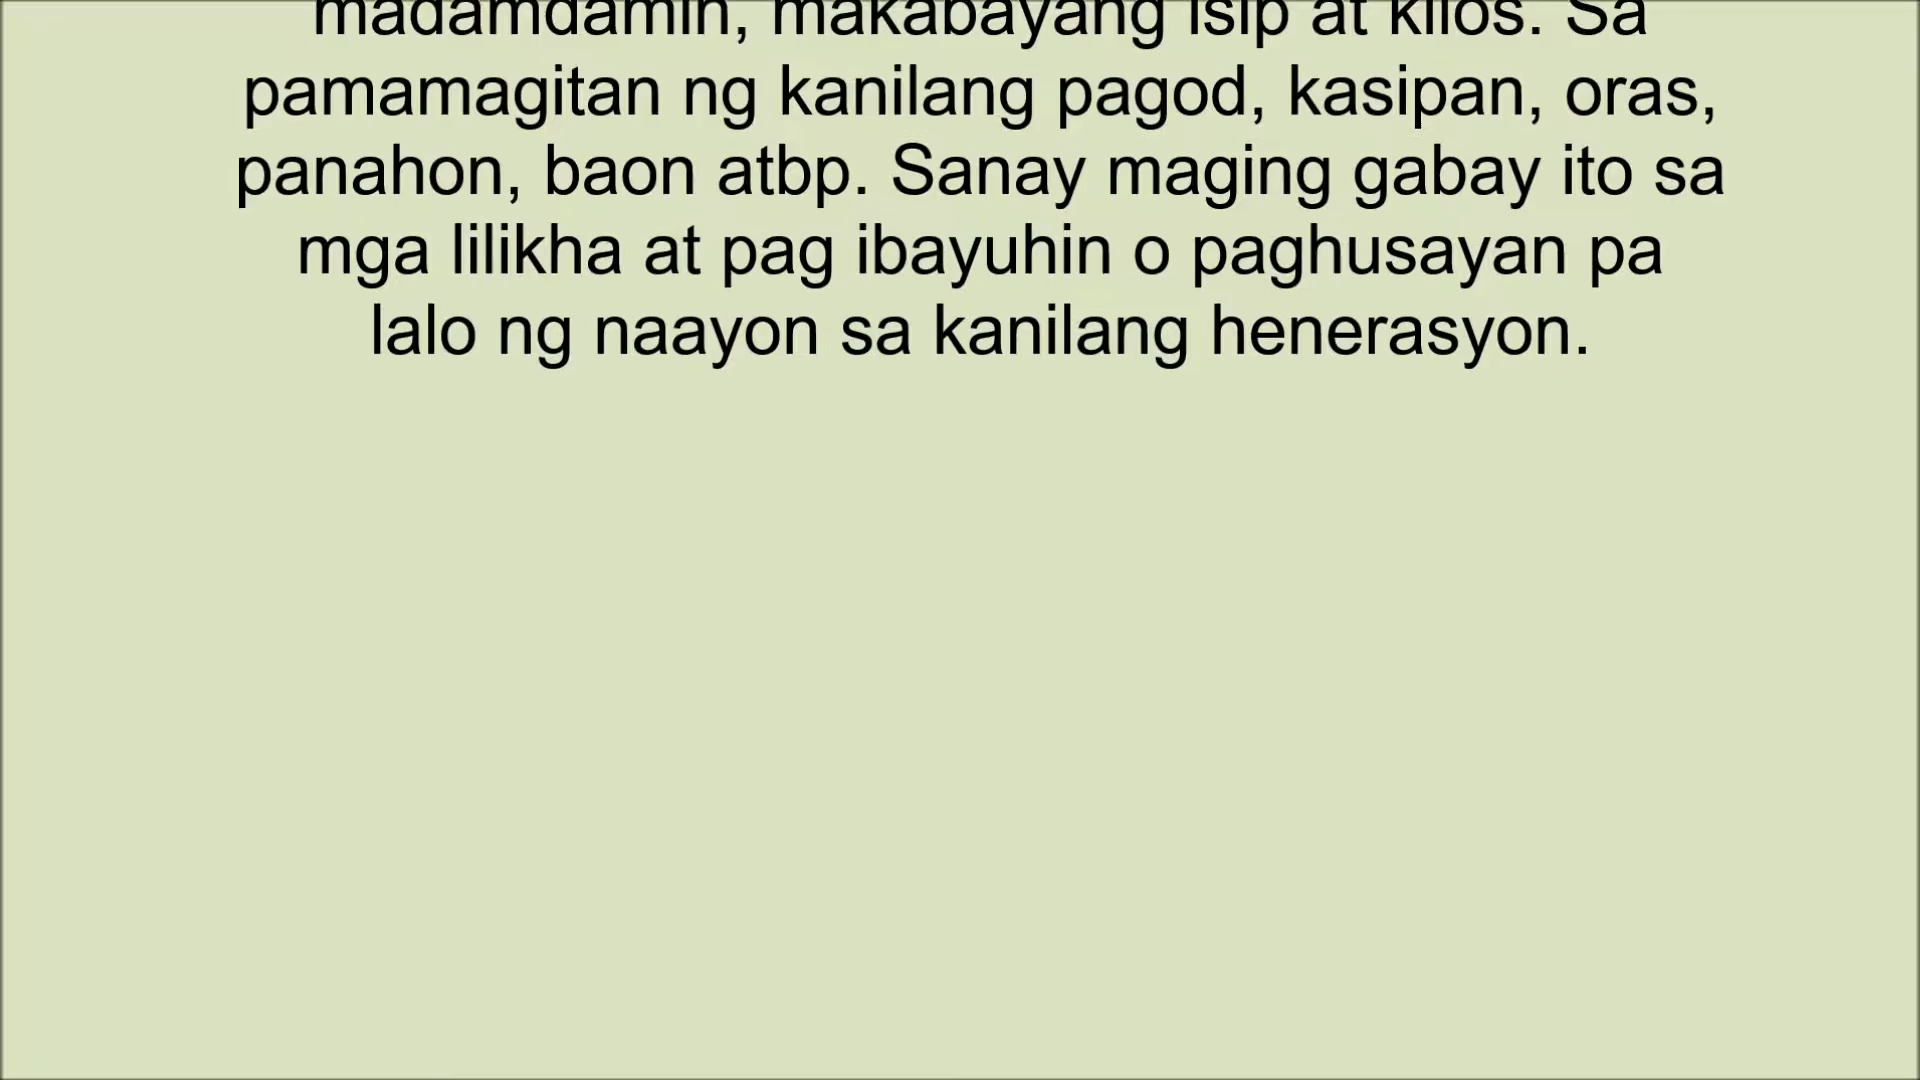 madamdamin, makabayang isip at kilos. Sa
pamamagitan ng kanilang pagod, kasipan, oras,
panahon, baon atbp. Sanay maging gabay ito sa
mga lilikha at pag ibayuhin o paghusayan pa
lalo ng naayon sa kanilang henerasyon.